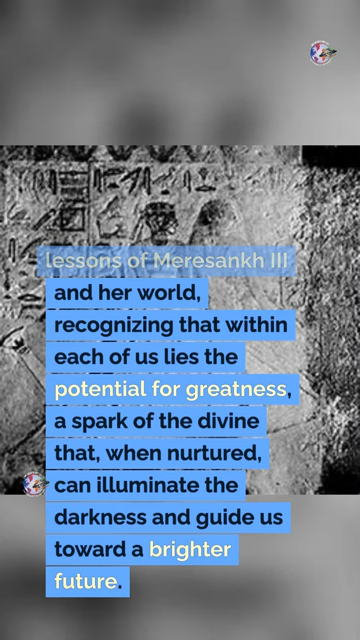 lessons of Meresankh III
and her world,
recognizing that within
each of us lies the
potential for greatness,
a spark of the divine
that, when nurtured,
can illuminate the
darkness and guide us
toward a brighter
future.